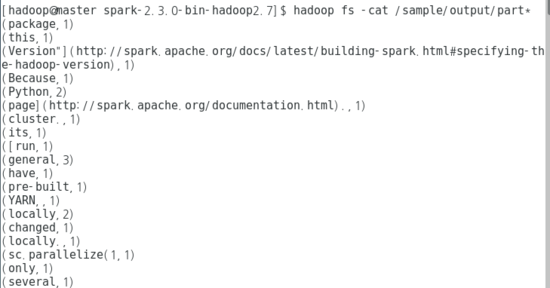 [hadoop@master spark-2.3.0-bin-hadoop2.7]$ hadoop fs -cat /sample/output/part*
(package,1)
(this,1)
(Version"](http://spark.apache.org/docs/latest/building-spark.html#specifying-th
e-hadoop-version),1)
(Because,1)
(Python,2)
(page](http://spark.apache.org/documentation.html).,1)
(cluster.,1)
(its,1)
([run,1)
(general,3)
(have,1)
(pre-built,1)
(YARN,,1)
(locally,2)
(changed,1)
(locally.,1)
(sc.parallelize(1,1)
(only,1)
(several,1)